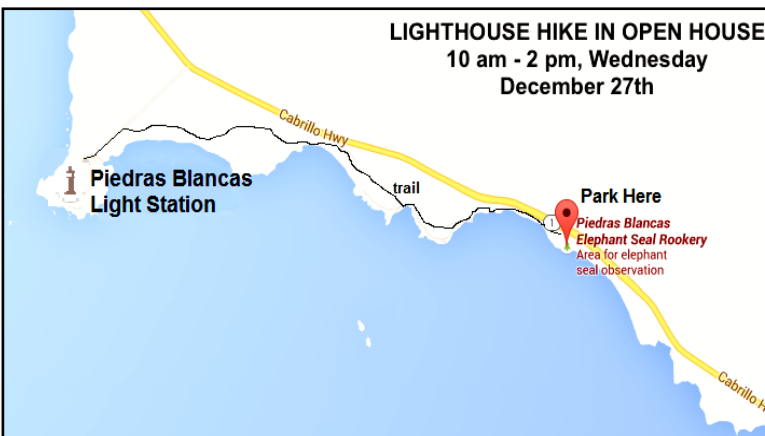 LIGHTHOUSE HIKE IN OPEN HOUSE
10 am - 2 pm, Wednesday
December 27th
Cabrillo Hwy
Piedras Blancas
Light Station
trail
Park Here
1
Piedras Blancas
Elephant Seal Rookery
Area for elephant
seal observation
Cabrillo H